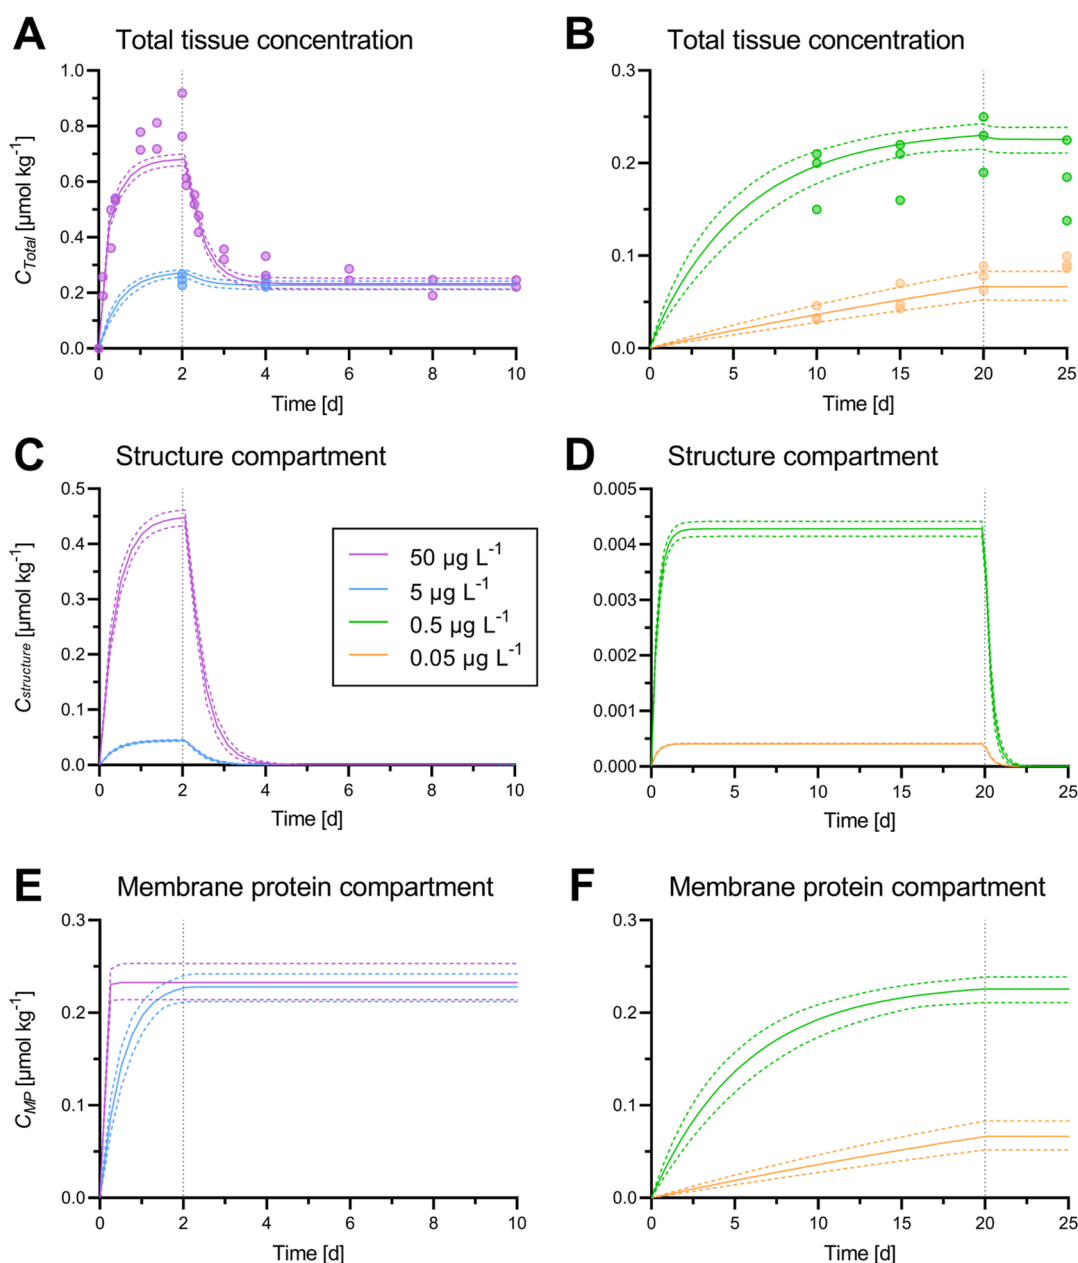 A Total tissue concentration
1.0
0.8
0.6
0.4
0.2
0.0
C_Total [µmol kg⁻¹]
0 2 4 6 8 10
Time [d]
B Total tissue concentration
0.3
0.2
0.1
0.0
0 5 10 15 20 25
Time [d]
C Structure compartment
0.5
0.4
0.3
0.2
0.1
0.0
C_structure [µmol kg⁻¹]
50 µg L⁻¹
5 µg L⁻¹
0.5 µg L⁻¹
0.05 µg L⁻¹
0 2 4 6 8 10
Time [d]
D Structure compartment
0.005
0.004
0.003
0.002
0.001
0.000
0 5 10 15 20 25
Time [d]
E Membrane protein compartment
0.3
0.2
0.1
0.0
C_MP [µmol kg⁻¹]
0 2 4 6 8 10
Time [d]
F Membrane protein compartment
0.3
0.2
0.1
0.0
0 5 10 15 20 25
Time [d]